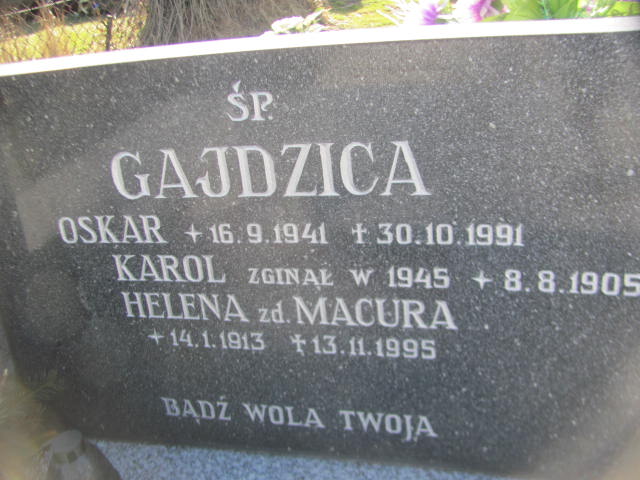 ŚP.
GAJDZICA
OSKAR + 16.9.1941 † 30.10.1991
KAROL ZGINĄŁ W 1945 + 8.8.1905
HELENA zd. MACURA
+ 14.1.1913 † 13.11.1995
BĄDŹ WOLA TWOJA